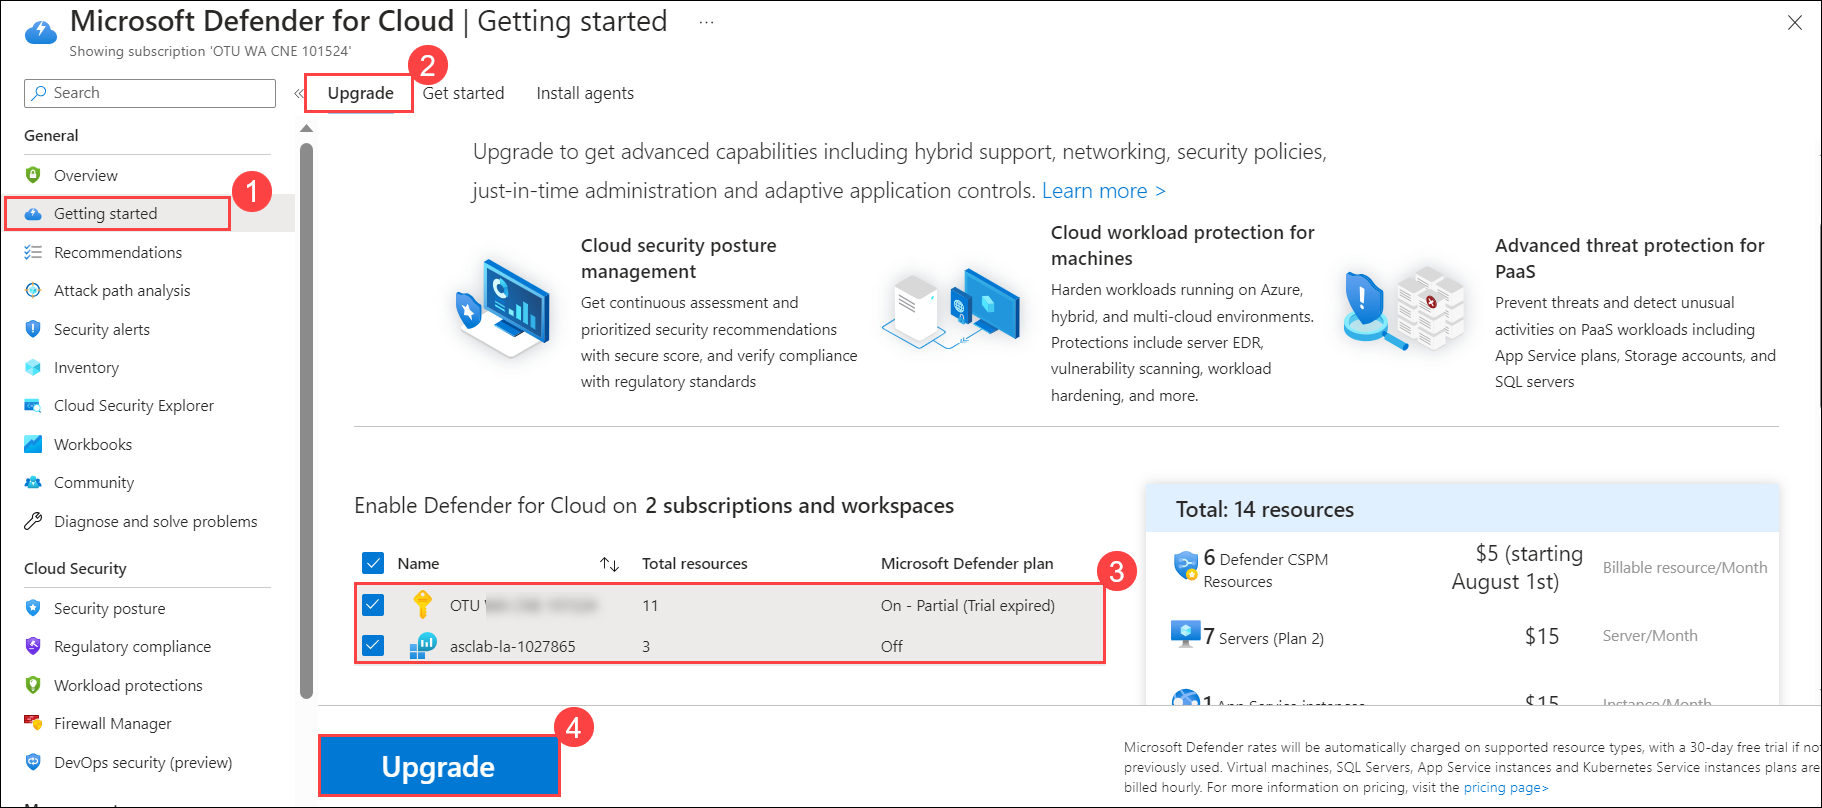 Microsoft Defender for Cloud | Getting started ...
Showing subscription 'OTU WA CNE 101524'
Search
«
General
Overview
1
Getting started
Recommendations
Attack path analysis
Security alerts
Inventory
Cloud Security Explorer
Workbooks
Community
Diagnose and solve problems
Cloud Security
Security posture
Regulatory compliance
Workload protections
Firewall Manager
DevOps security (preview)
2
Upgrade
Get started
Install agents
Upgrade to get advanced capabilities including hybrid support, networking, security policies,
just-in-time administration and adaptive application controls. Learn more >
Cloud security posture
management
Get continuous assessment and
prioritized security recommendations
with secure score, and verify compliance
with regulatory standards
Cloud workload protection for
machines
Harden workloads running on Azure,
hybrid, and multi-cloud environments.
Protections include server EDR,
vulnerability scanning, workload
hardening, and more.
Advanced threat protection for
PaaS
Prevent threats and detect unusual
activities on PaaS workloads including
App Service plans, Storage accounts, and
SQL servers
Enable Defender for Cloud on 2 subscriptions and workspaces
Name Total resources Microsoft Defender plan
3
OTU 11 On - Partial (Trial expired)
asclab-la-1027865 3 Off
Total: 14 resources
6 Defender CSPM
Resources
$5 (starting
August 1st)
Billable resource/Month
7 Servers (Plan 2) $15 Server/Month
1 App Service instances $15 Instance/Month
4
Upgrade
Microsoft Defender rates will be automatically charged on supported resource types, with a 30-day free trial if no
previously used. Virtual machines, SQL Servers, App Service instances and Kubernetes Service instances plans are
billed hourly. For more information on pricing, visit the pricing page>